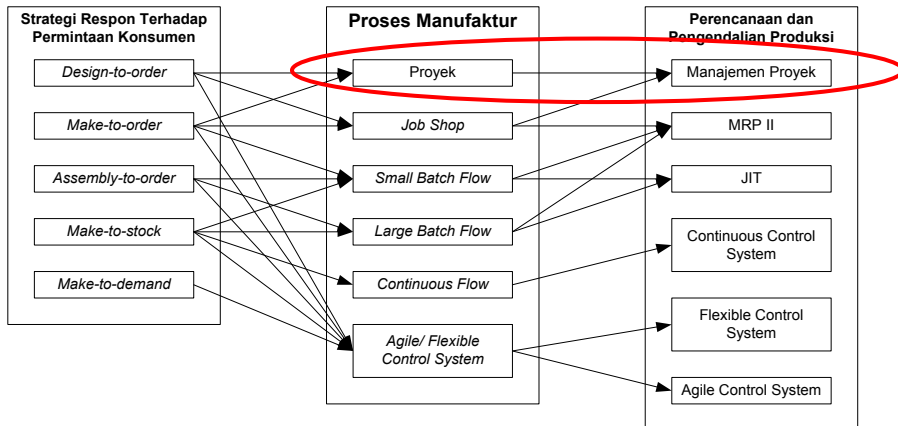 Strategi Respon Terhadap
Permintaan Konsumen
Design-to-order
Make-to-order
Assembly-to-order
Make-to-stock
Make-to-demand
Proses Manufaktur
Proyek
Job Shop
Small Batch Flow
Large Batch Flow
Continuous Flow
Agile/ Flexible
Control System
Perencanaan dan
Pengendalian Produksi
Manajemen Proyek
MRP II
JIT
Continuous Control
System
Flexible Control
System
Agile Control System